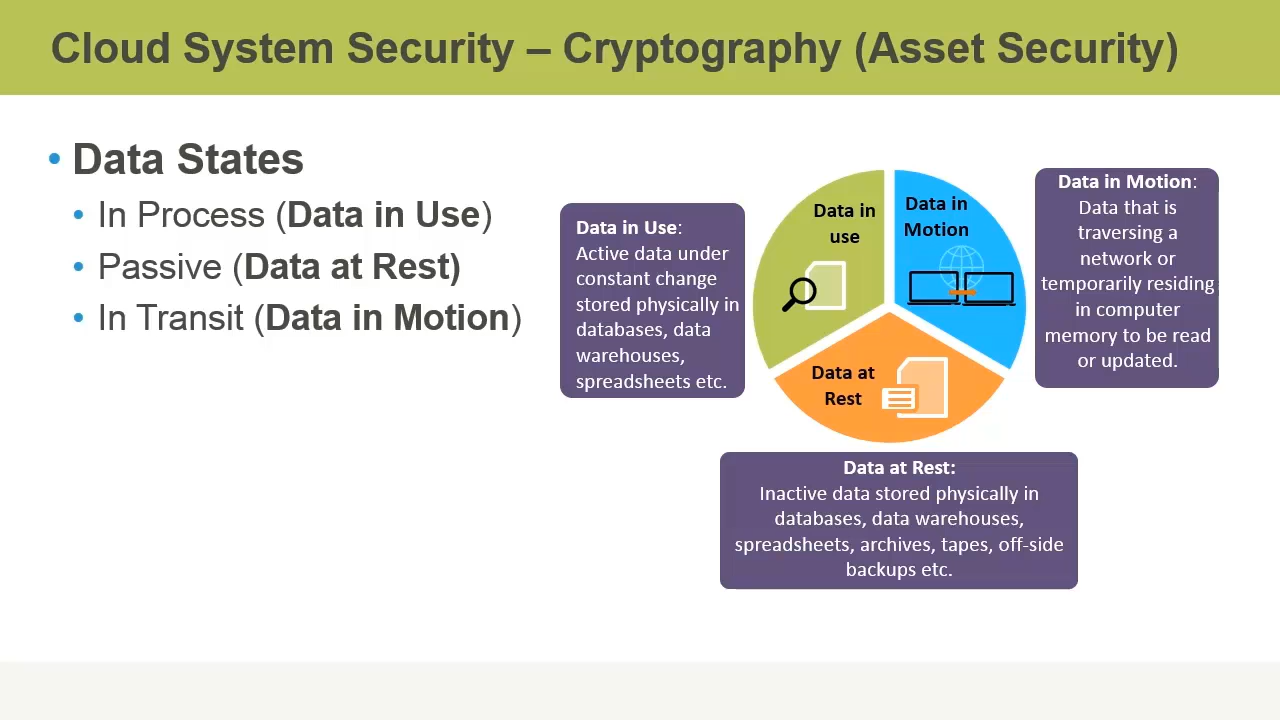 Cloud System Security – Cryptography (Asset Security)
• Data States
• In Process (Data in Use)
• Passive (Data at Rest)
• In Transit (Data in Motion)
Data in Use:
Active data under
constant change
stored physically in
databases, data
warehouses,
spreadsheets etc.
Data in
use
Data in
Motion
Data at
Rest
Data in Motion:
Data that is
traversing a
network or
temporarily residing
in computer
memory to be read
or updated.
Data at Rest:
Inactive data stored physically in
databases, data warehouses,
spreadsheets, archives, tapes, off-side
backups etc.